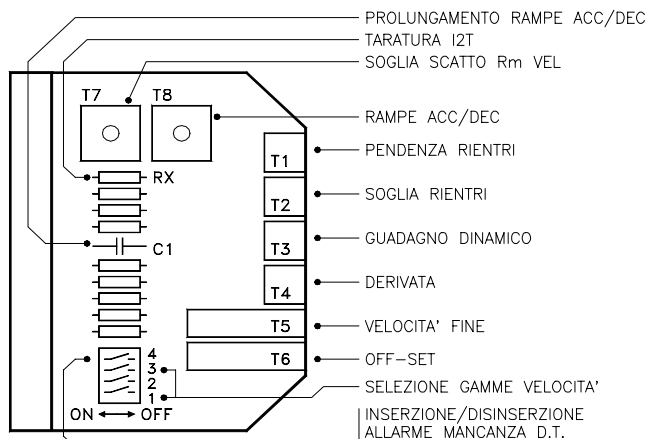 PROLUNGAMENTO RAMPE ACC/DEC
TARATURA I2T
SOGLIA SCATTO Rm VEL
T7
T8
RAMPE ACC/DEC
T1
PENDENZA RIENTRI
RX
T2
SOGLIA RIENTRI
T3
GUADAGNO DINAMICO
C1
T4
DERIVATA
T5
VELOCITA' FINE
T6
OFF-SET
4
3
2
1
SELEZIONE GAMME VELOCITA'
ON OFF
INSERZIONE/DISINSERZIONE
ALLARME MANCANZA D.T.